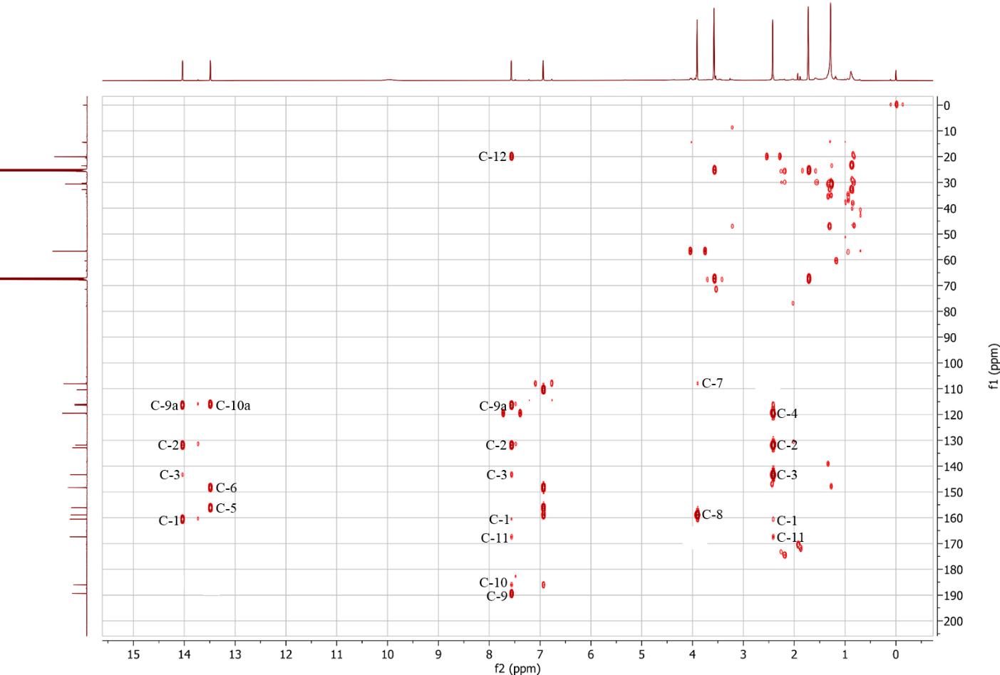 0
10
C-12
20
30
40
50
60
70
80
90
100
C-7
110
C-9a
C-10a
C-9a
C-4
120
C-2
C-2
C-2
130
C-3
C-3
C-3
140
C-6
150
C-5
C-8
C-1
C-1
C-1
160
C-11
C-11
170
180
C-10
C-9
190
200
f1 (ppm)
15 14 13 12 11 10 9 8 7 6 5 4 3 2 1 0
f2 (ppm)